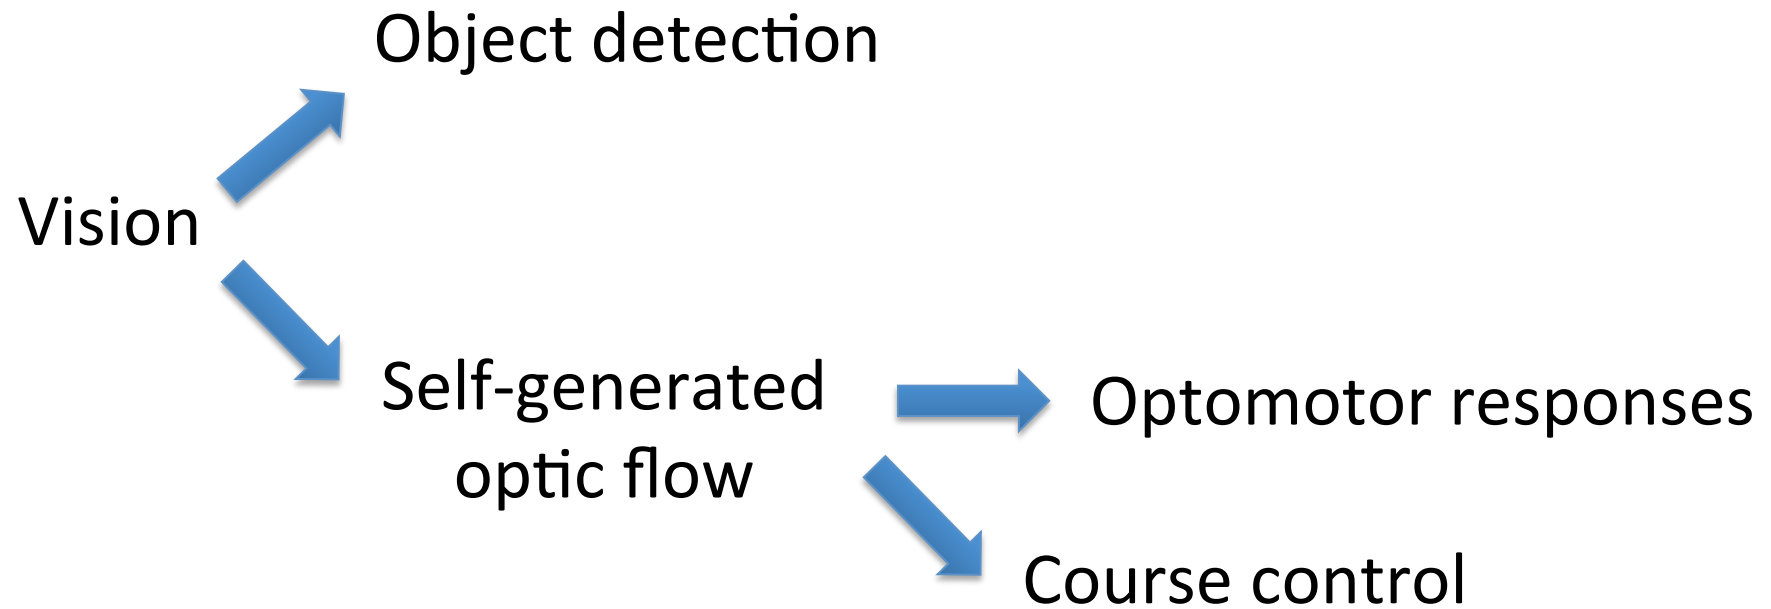 Object detection
Vision
Self-generated
optic flow
Optomotor responses
Course control